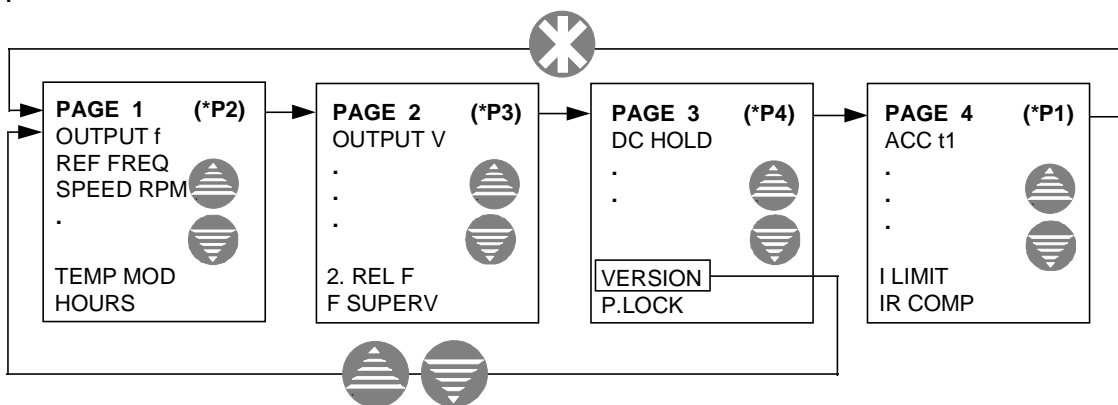 PAGE 1 (*P2)
OUTPUT f
REF FREQ
SPEED RPM
.
TEMP MOD
HOURS
PAGE 2 (*P3)
OUTPUT V
.
.
.
2. REL F
F SUPERV
PAGE 3 (*P4)
DC HOLD
.
.
VERSION
P.LOCK
PAGE 4 (*P1)
ACC t1
.
.
.
I LIMIT
IR COMP